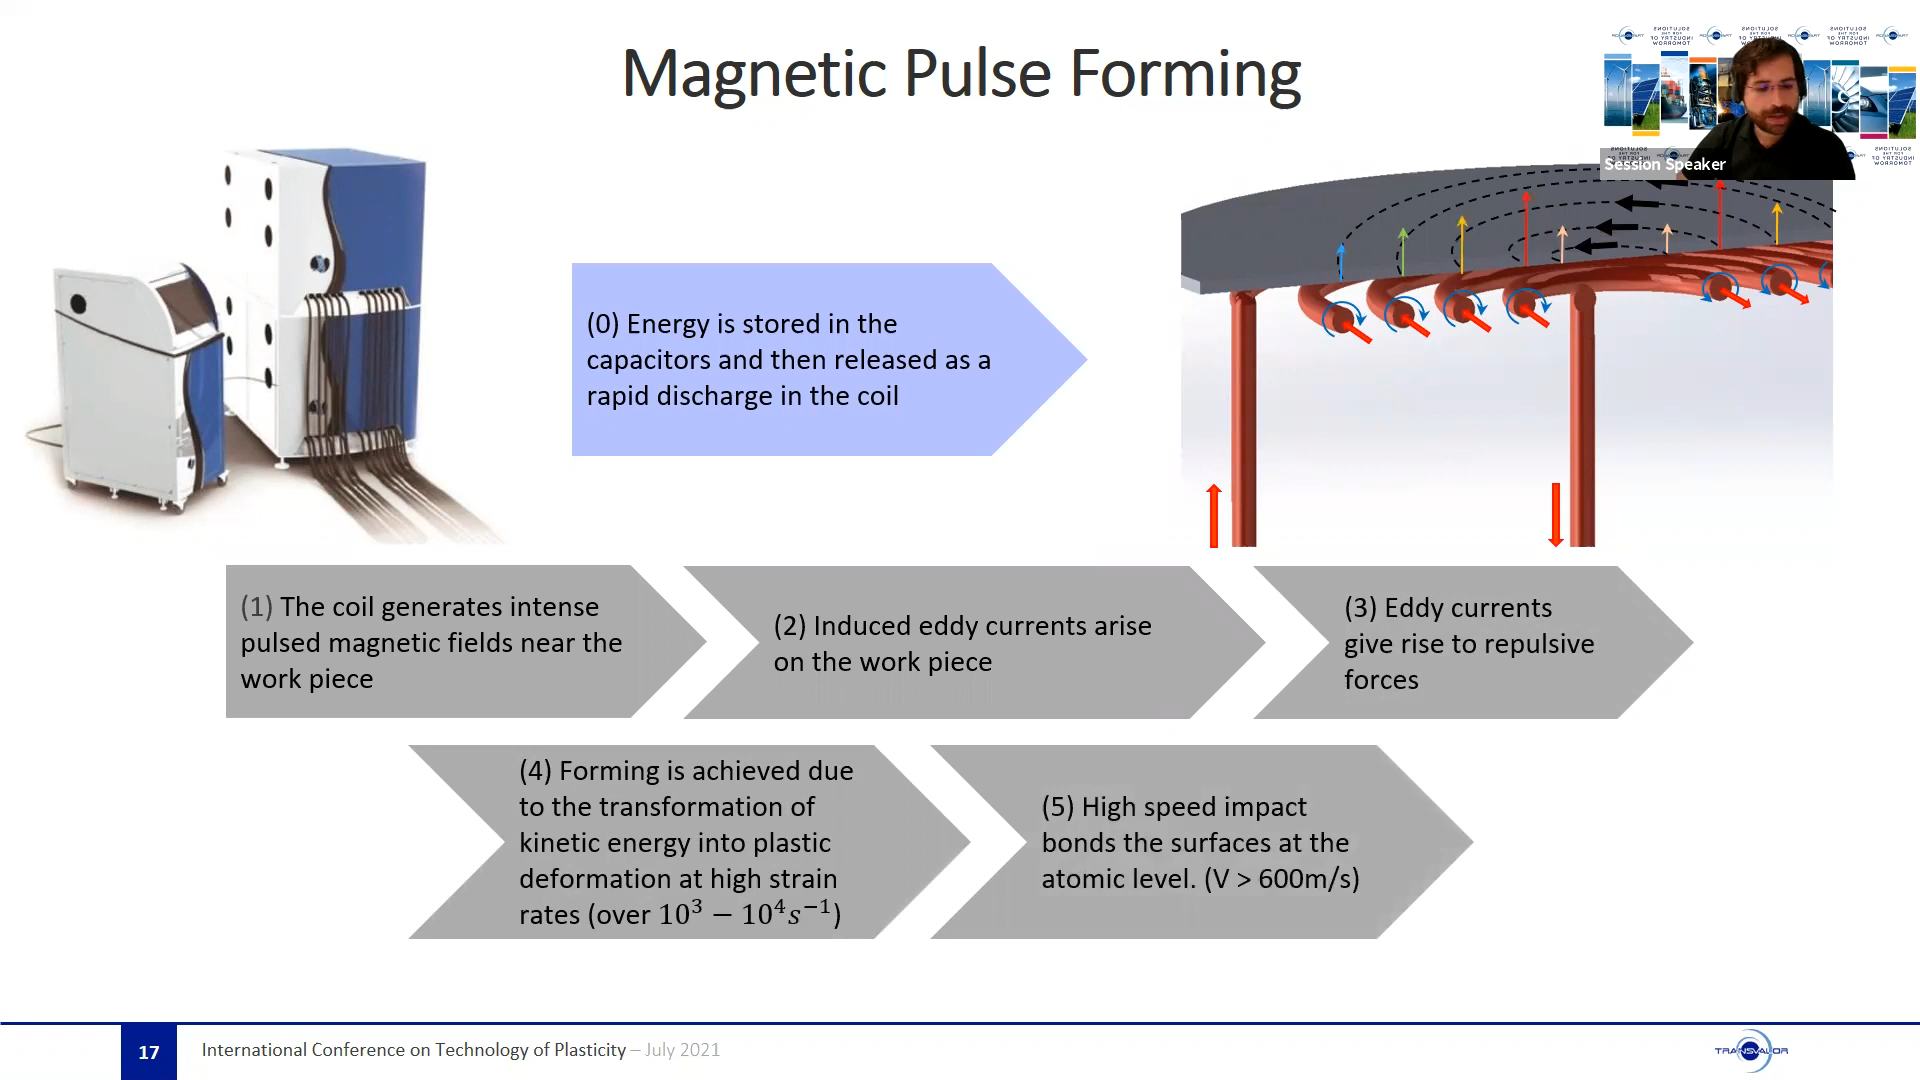 Magnetic Pulse Forming
Session Speaker
(0) Energy is stored in the
capacitors and then released as a
rapid discharge in the coil
(1) The coil generates intense
pulsed magnetic fields near the
work piece
(2) Induced eddy currents arise
on the work piece
(3) Eddy currents
give rise to repulsive
forces
(4) Forming is achieved due
to the transformation of
kinetic energy into plastic
deformation at high strain
rates (over 10³ − 10⁴s⁻¹)
(5) High speed impact
bonds the surfaces at the
atomic level. (V > 600m/s)
17
International Conference on Technology of Plasticity – July 2021
TRANSVALOR